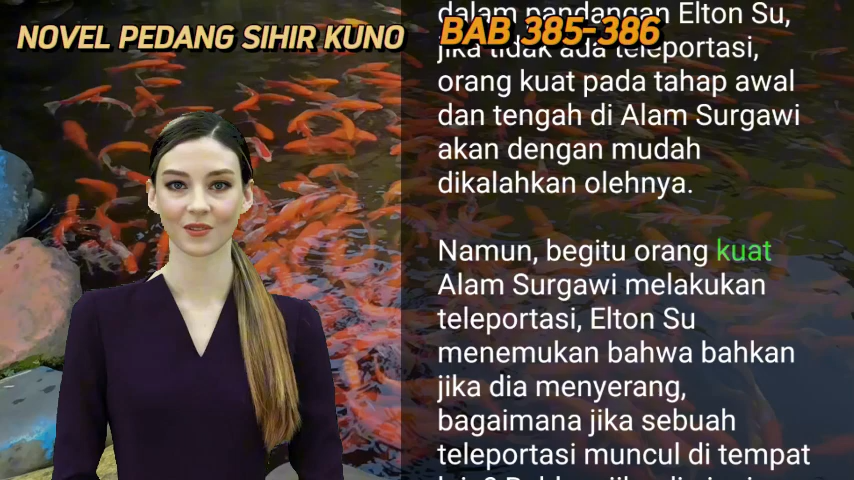 NOVEL PEDANG SIHIR KUNO
BAB 385-386
dalam pandangan Elton Su,
jika tidak ada teleportasi,
orang kuat pada tahap awal
dan tengah di Alam Surgawi
akan dengan mudah
dikalahkan olehnya.
Namun, begitu orang kuat
Alam Surgawi melakukan
teleportasi, Elton Su
menemukan bahwa bahkan
jika dia menyerang,
bagaimana jika sebuah
teleportasi muncul di tempat